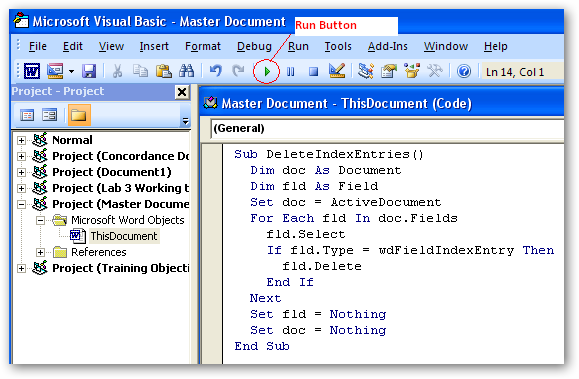 Microsoft Visual Basic - Master Document
Run Button
File Edit View Insert Format Debug Run Tools Add-Ins Window Help
Ln 14, Col 1
Project - Project
Normal
Project (Concordance Do
Project (Document1)
Project (Lab 3 Working t
Project (Master Docume
Microsoft Word Objects
ThisDocument
References
Project (Training Objecti
Master Document - ThisDocument (Code)
(General)
Sub DeleteIndexEntries()
Dim doc As Document
Dim fld As Field
Set doc = ActiveDocument
For Each fld In doc.Fields
fld.Select
If fld.Type = wdFieldIndexEntry Then
fld.Delete
End If
Next
Set fld = Nothing
Set doc = Nothing
End Sub